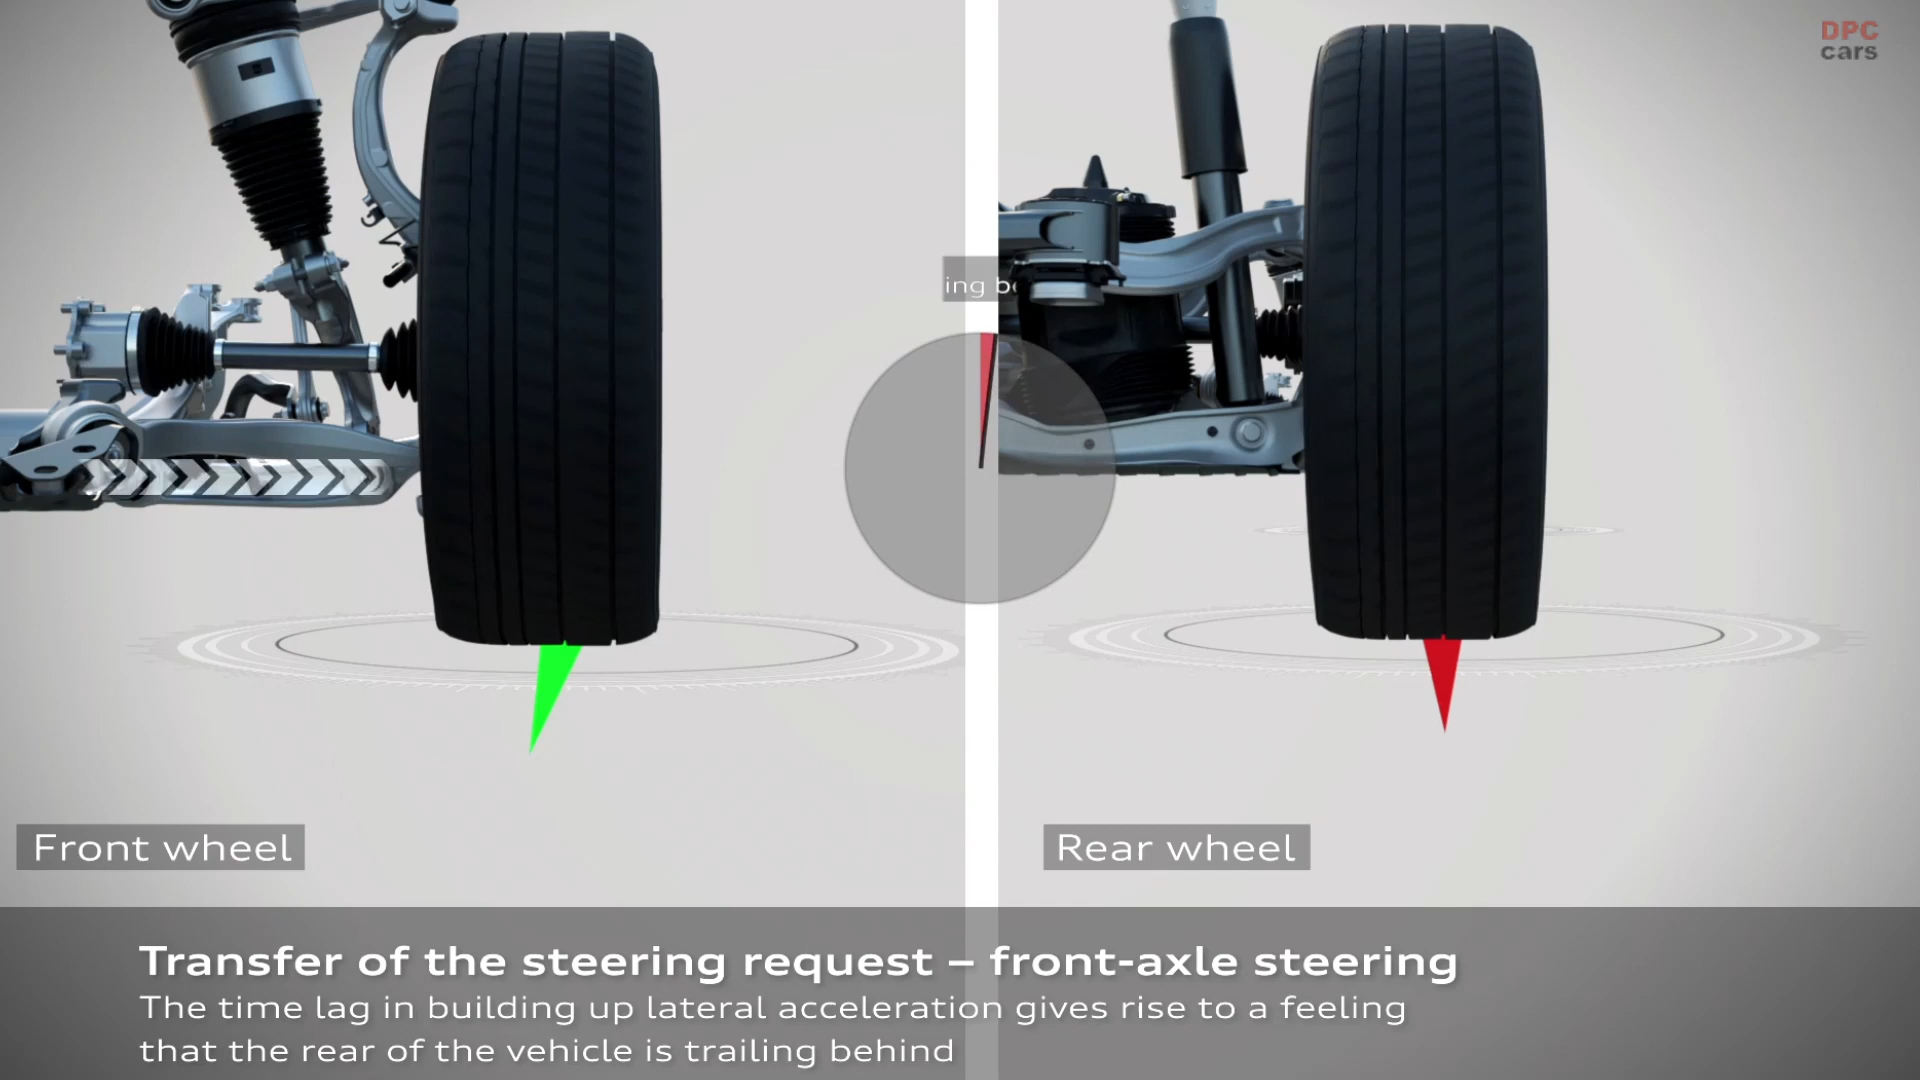 DPC
cars
ing
Front wheel
Rear wheel
Transfer of the steering request – front-axle steering
The time lag in building up lateral acceleration gives rise to a feeling
that the rear of the vehicle is trailing behind